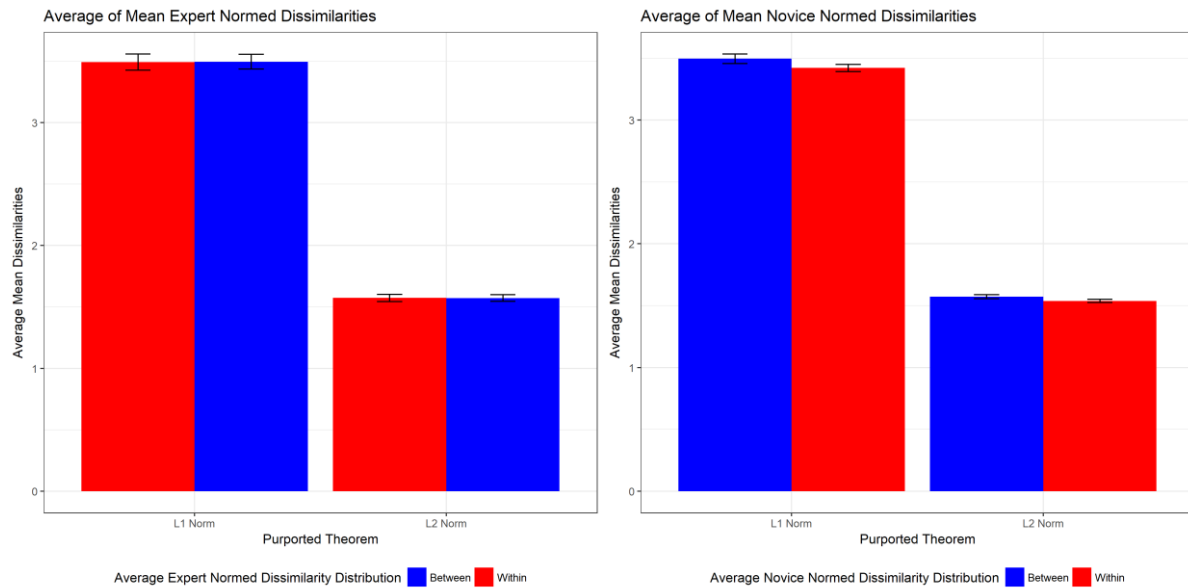 Average of Mean Expert Normed Dissimilarities
Average Mean Dissimilarities
3
2
1
0
L1 Norm
L2 Norm
Purported Theorem
Average Expert Normed Dissimilarity Distribution Between Within
Average of Mean Novice Normed Dissimilarities
Average Mean Dissimilarities
3
2
1
0
L1 Norm
L2 Norm
Purported Theorem
Average Novice Normed Dissimilarity Distribution Between Within